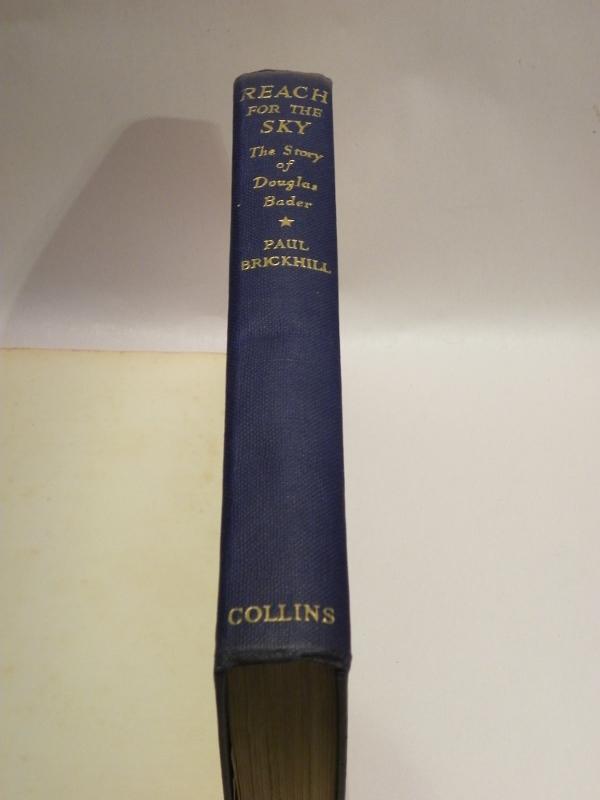 REACH
FOR THE
SKY
The Story
of
Douglas
Bader
PAUL
BRICKHILL
COLLINS